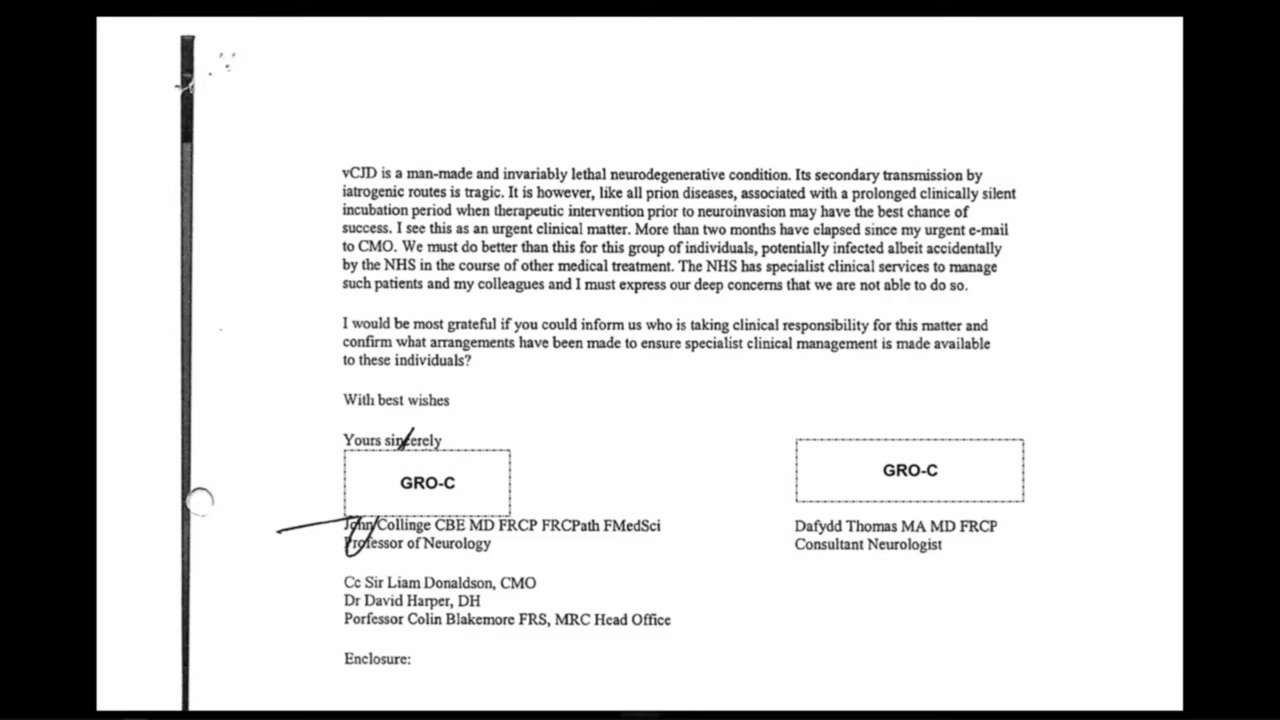 vCJD is a man-made and invariably lethal neurodegenerative condition. Its secondary transmission by
iatrogenic routes is tragic. It is however, like all prion diseases, associated with a prolonged clinically silent
incubation period when therapeutic intervention prior to neuroinvasion may have the best chance of
success. I see this as an urgent clinical matter. More than two months have elapsed since my urgent e-mail
to CMO. We must do better than this for this group of individuals, potentially infected albeit accidentally
by the NHS in the course of other medical treatment. The NHS has specialist clinical services to manage
such patients and my colleagues and I must express our deep concerns that we are not able to do so.
I would be most grateful if you could inform us who is taking clinical responsibility for this matter and
confirm what arrangements have been made to ensure specialist clinical management is made available
to these individuals?
With best wishes
Yours sincerely
GRO-C
GRO-C
John Collinge CBE MD FRCP FRCPath FMedSci
Dafydd Thomas MA MD FRCP
Professor of Neurology
Consultant Neurologist
Cc Sir Liam Donaldson, CMO
Dr David Harper, DH
Porfessor Colin Blakemore FRS, MRC Head Office
Enclosure: